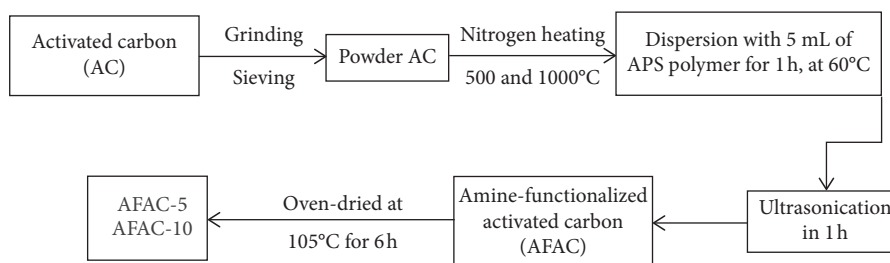 Activated carbon
(AC)
Grinding
Sieving
Powder AC
Nitrogen heating
500 and 1000°C
Dispersion with 5 mL of
APS polymer for 1 h, at 60°C
Ultrasonication
in 1 h
Amine-functionalized
activated carbon
(AFAC)
Oven-dried at
105°C for 6 h
AFAC-5
AFAC-10